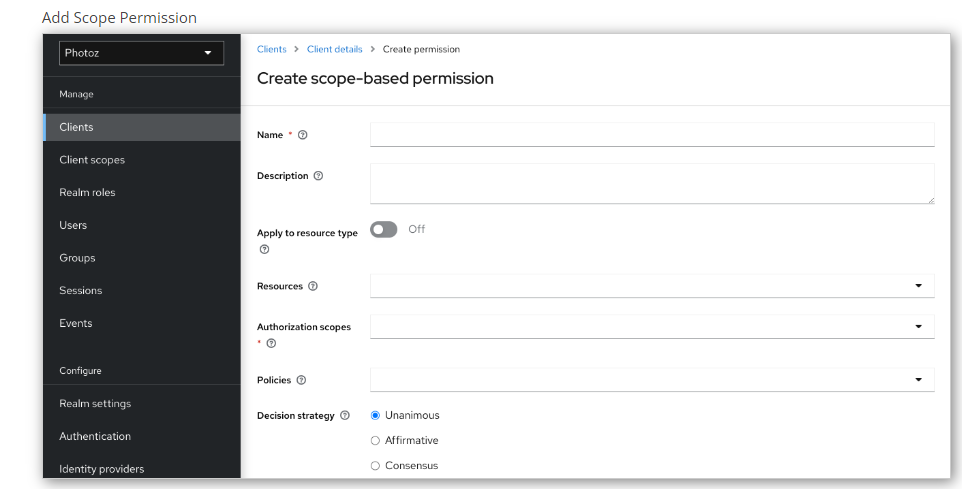 Add Scope Permission
Photoz
Manage
Clients
Client scopes
Realm roles
Users
Groups
Sessions
Events
Configure
Realm settings
Authentication
Identity providers
Clients > Client details > Create permission
Create scope-based permission
Name *
Description
Apply to resource type
Off
Resources
Authorization scopes
*
Policies
Decision strategy
Unanimous
Affirmative
Consensus